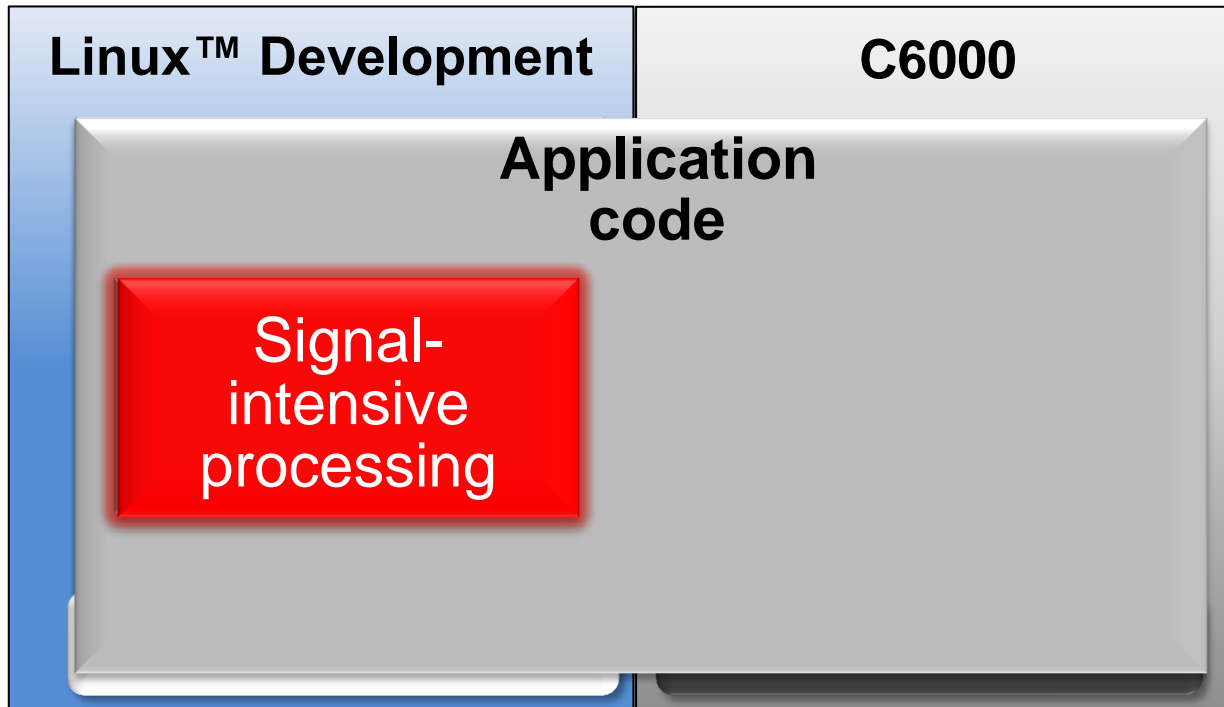 Linux™ Development
C6000
Application
code
Signal-
intensive
processing